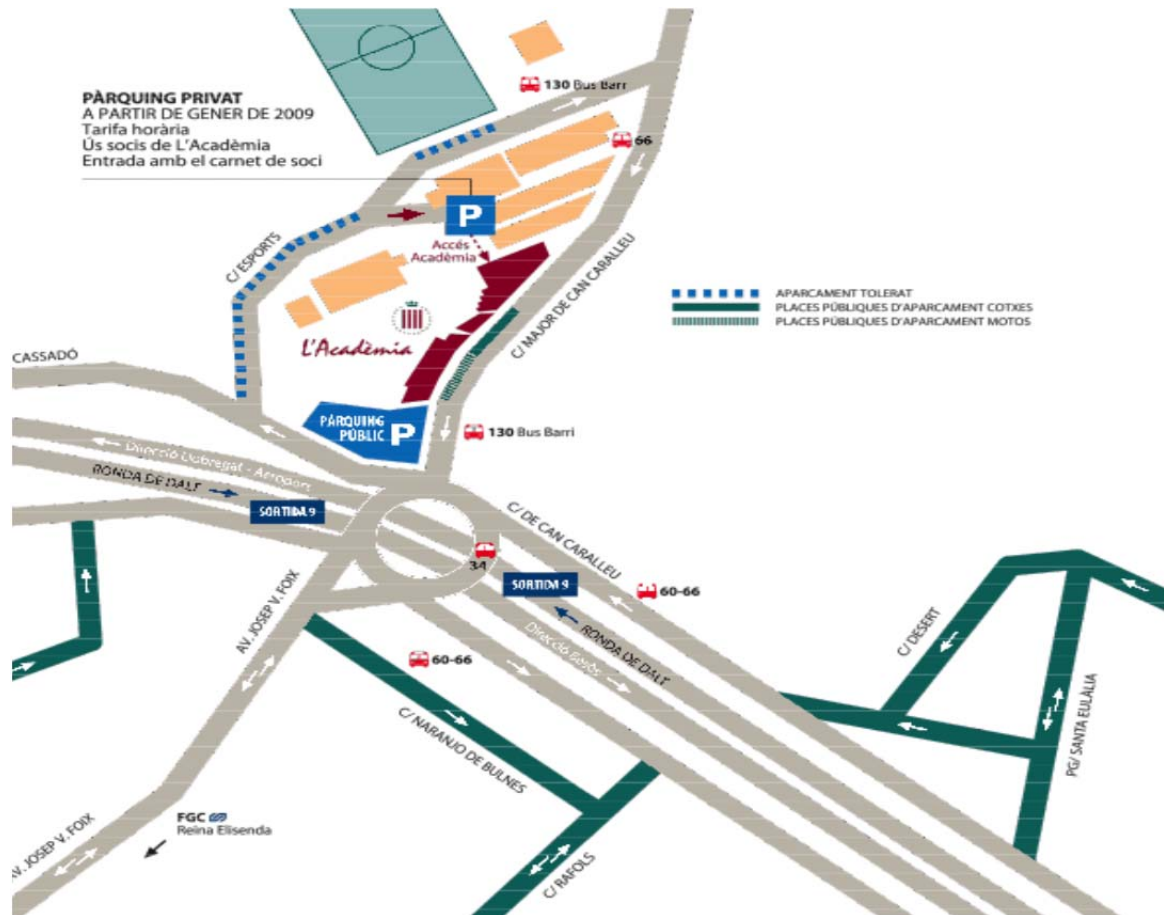 130 Bus Barr
PÀRQUING PRIVAT
A PARTIR DE GENER DE 2009
Tarifa horària
Ús socis de L'Acadèmia
Entrada amb el carnet de soci
66
P
C/ ESPORTS
Accés
Acadèmia
C/ MAJOR DE CAN CARALLEU
APARCAMENT TOLERAT
PLACES PÚBLIQUES D'APARCAMENT COTXES
PLACES PÚBLIQUES D'APARCAMENT MOTOS
L'Acadèmia
CASSADÓ
PÀRQUING
PÚBLIC P
130 Bus Barri
Direcció Llobregat - Aeroport
RONDA DE DALT
SORTIDA 9
C/ DE CAN CARALLEU
34
SORTIDA 9
60-66
RONDA DE DALT
Direcció Besòs
AV. JOSEP V. FOIX
60-66
C/ DESERT
PG/ SANTA EULÀLIA
C/ NARANJO DE BULNES
FGC
Reina Elisenda
AV. JOSEP V. FOIX
C/ RAFOLS